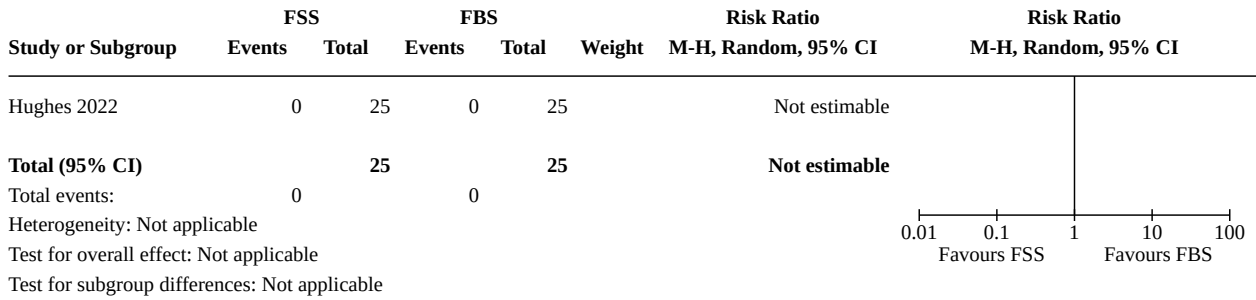 FSS FBS Risk Ratio Risk Ratio
Study or Subgroup Events Total Events Total Weight M-H, Random, 95% CI M-H, Random, 95% CI
Hughes 2022 0 25 0 25 Not estimable
Total (95% CI) 25 25 Not estimable
Total events: 0 0
Heterogeneity: Not applicable
0.01 0.1 1 10 100
Test for overall effect: Not applicable Favours FSS Favours FBS
Test for subgroup differences: Not applicable